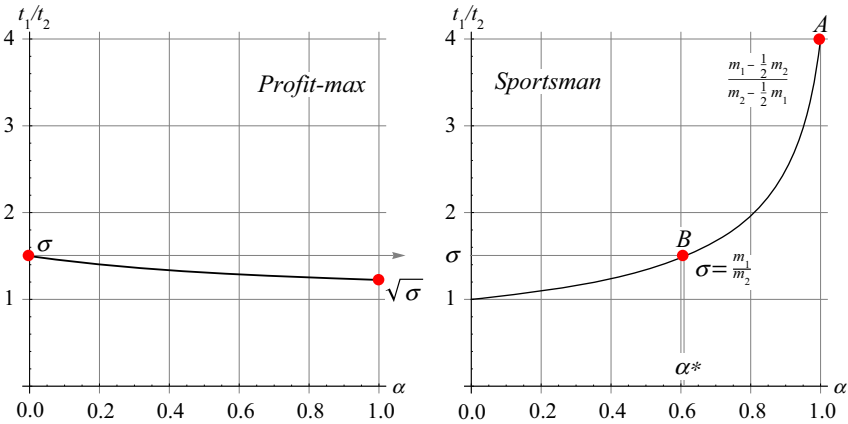 t₁/t₂
4
3
2
1
Profit-max
σ
√σ
0.0 0.2 0.4 0.6 0.8 1.0
α
t₁/t₂
4
3
2
σ
1
Sportsman
A
m₁ − ½ m₂
m₂ − ½ m₁
B
σ = m₁/m₂
α*
0.0 0.2 0.4 0.6 0.8 1.0
α